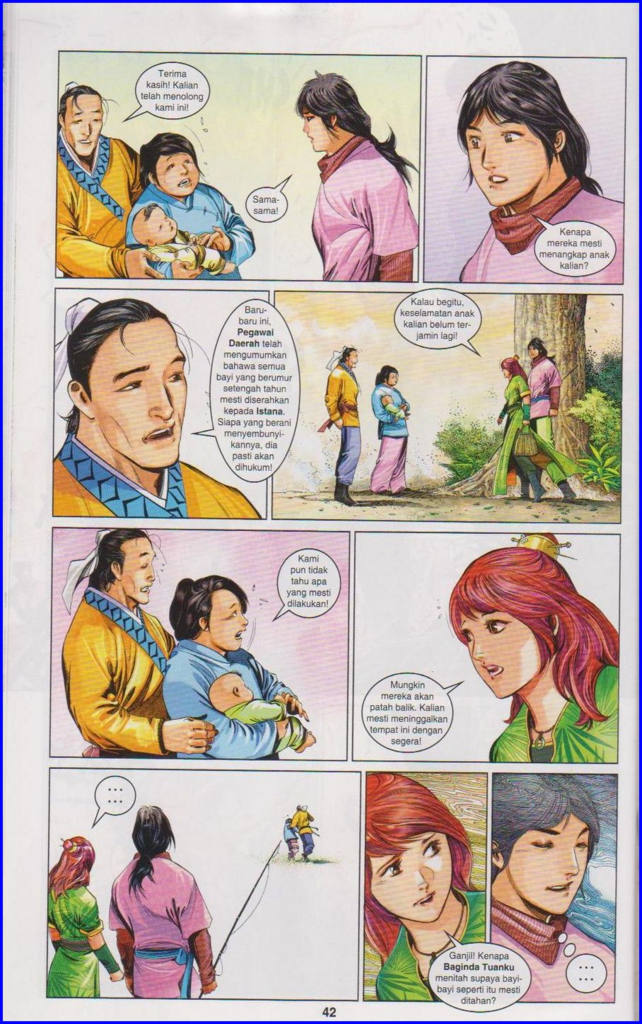 Terima
kasih! Kalian
telah menolong
kami ini!
Sama-
sama!
Kenapa
mereka mesti
menangkap anak
kalian?
Baru-
baru ini,
Pegawai
Daerah telah
mengumumkan
bahawa semua
bayi yang berumur
setengah tahun
mesti diserahkan
kepada Istana.
Siapa yang berani
menyembunyi-
kannya, dia
pasti akan
dihukum!
Kalau begitu,
keselamatan anak
kalian belum ter-
jamin lagi!
Kami
pun tidak
tahu apa
yang mesti
dilakukan!
Mungkin
mereka akan
patah balik. Kalian
mesti meninggalkan
tempat ini dengan
segera!
...
...
Ganjil! Kenapa
Baginda Tuanku
menitah supaya bayi-
bayi seperti itu mesti
ditahan?
...
...
42